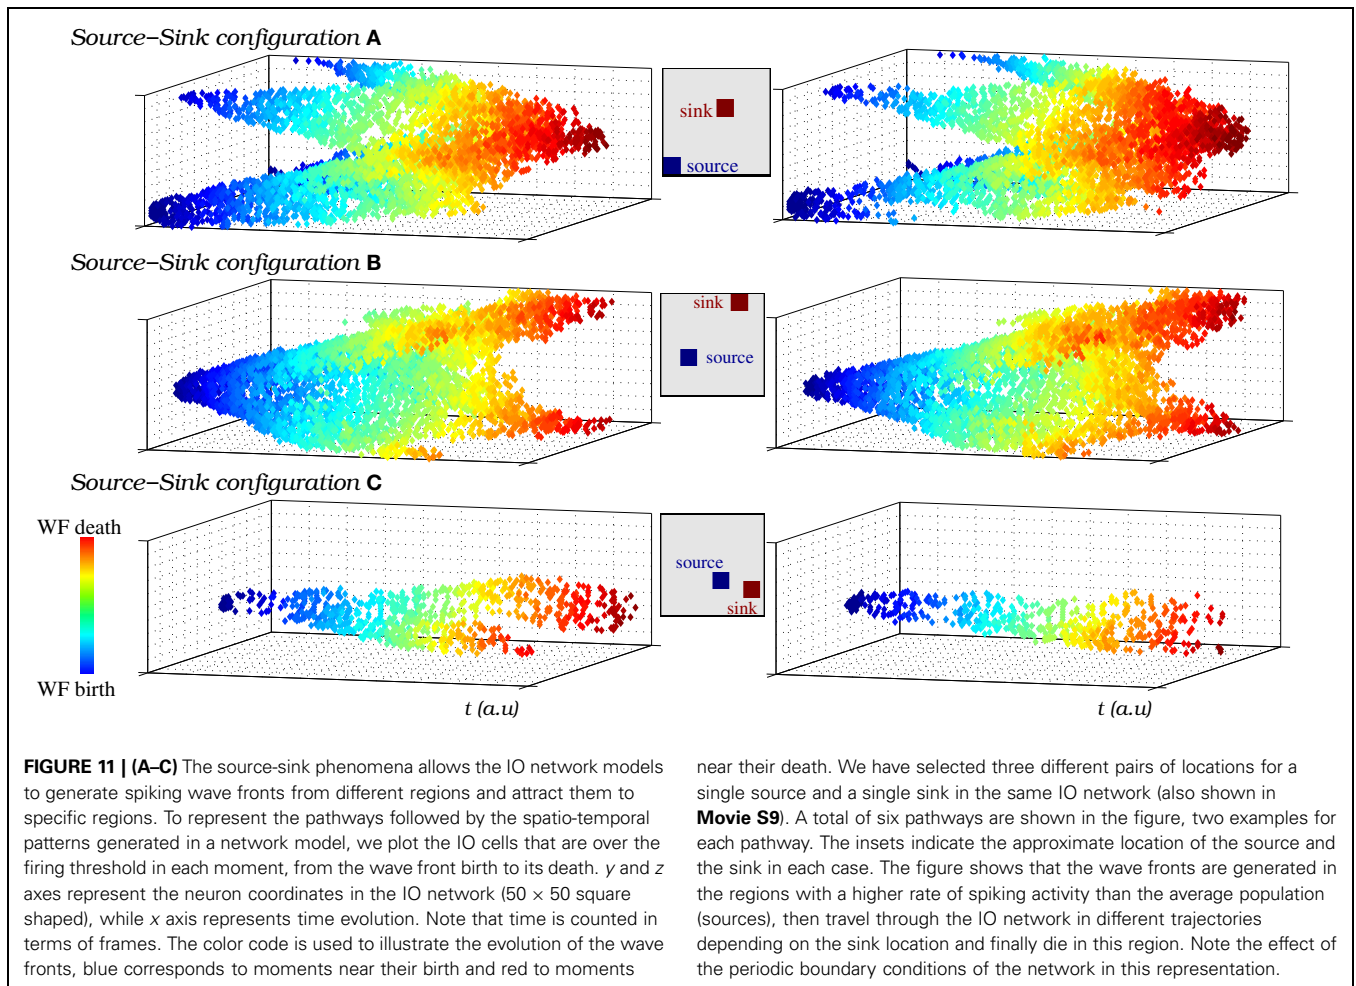 Source–Sink configuration A
sink
source
Source–Sink configuration B
sink
source
Source–Sink configuration C
WF death
source
sink
WF birth
t (a.u)
t (a.u)
FIGURE 11 | (A–C) The source-sink phenomena allows the IO network models
to generate spiking wave fronts from different regions and attract them to
specific regions. To represent the pathways followed by the spatio-temporal
patterns generated in a network model, we plot the IO cells that are over the
firing threshold in each moment, from the wave front birth to its death. y and z
axes represent the neuron coordinates in the IO network (50 × 50 square
shaped), while x axis represents time evolution. Note that time is counted in
terms of frames. The color code is used to illustrate the evolution of the wave
fronts, blue corresponds to moments near their birth and red to moments
near their death. We have selected three different pairs of locations for a
single source and a single sink in the same IO network (also shown in
Movie S9). A total of six pathways are shown in the figure, two examples for
each pathway. The insets indicate the approximate location of the source and
the sink in each case. The figure shows that the wave fronts are generated in
the regions with a higher rate of spiking activity than the average population
(sources), then travel through the IO network in different trajectories
depending on the sink location and finally die in this region. Note the effect of
the periodic boundary conditions of the network in this representation.